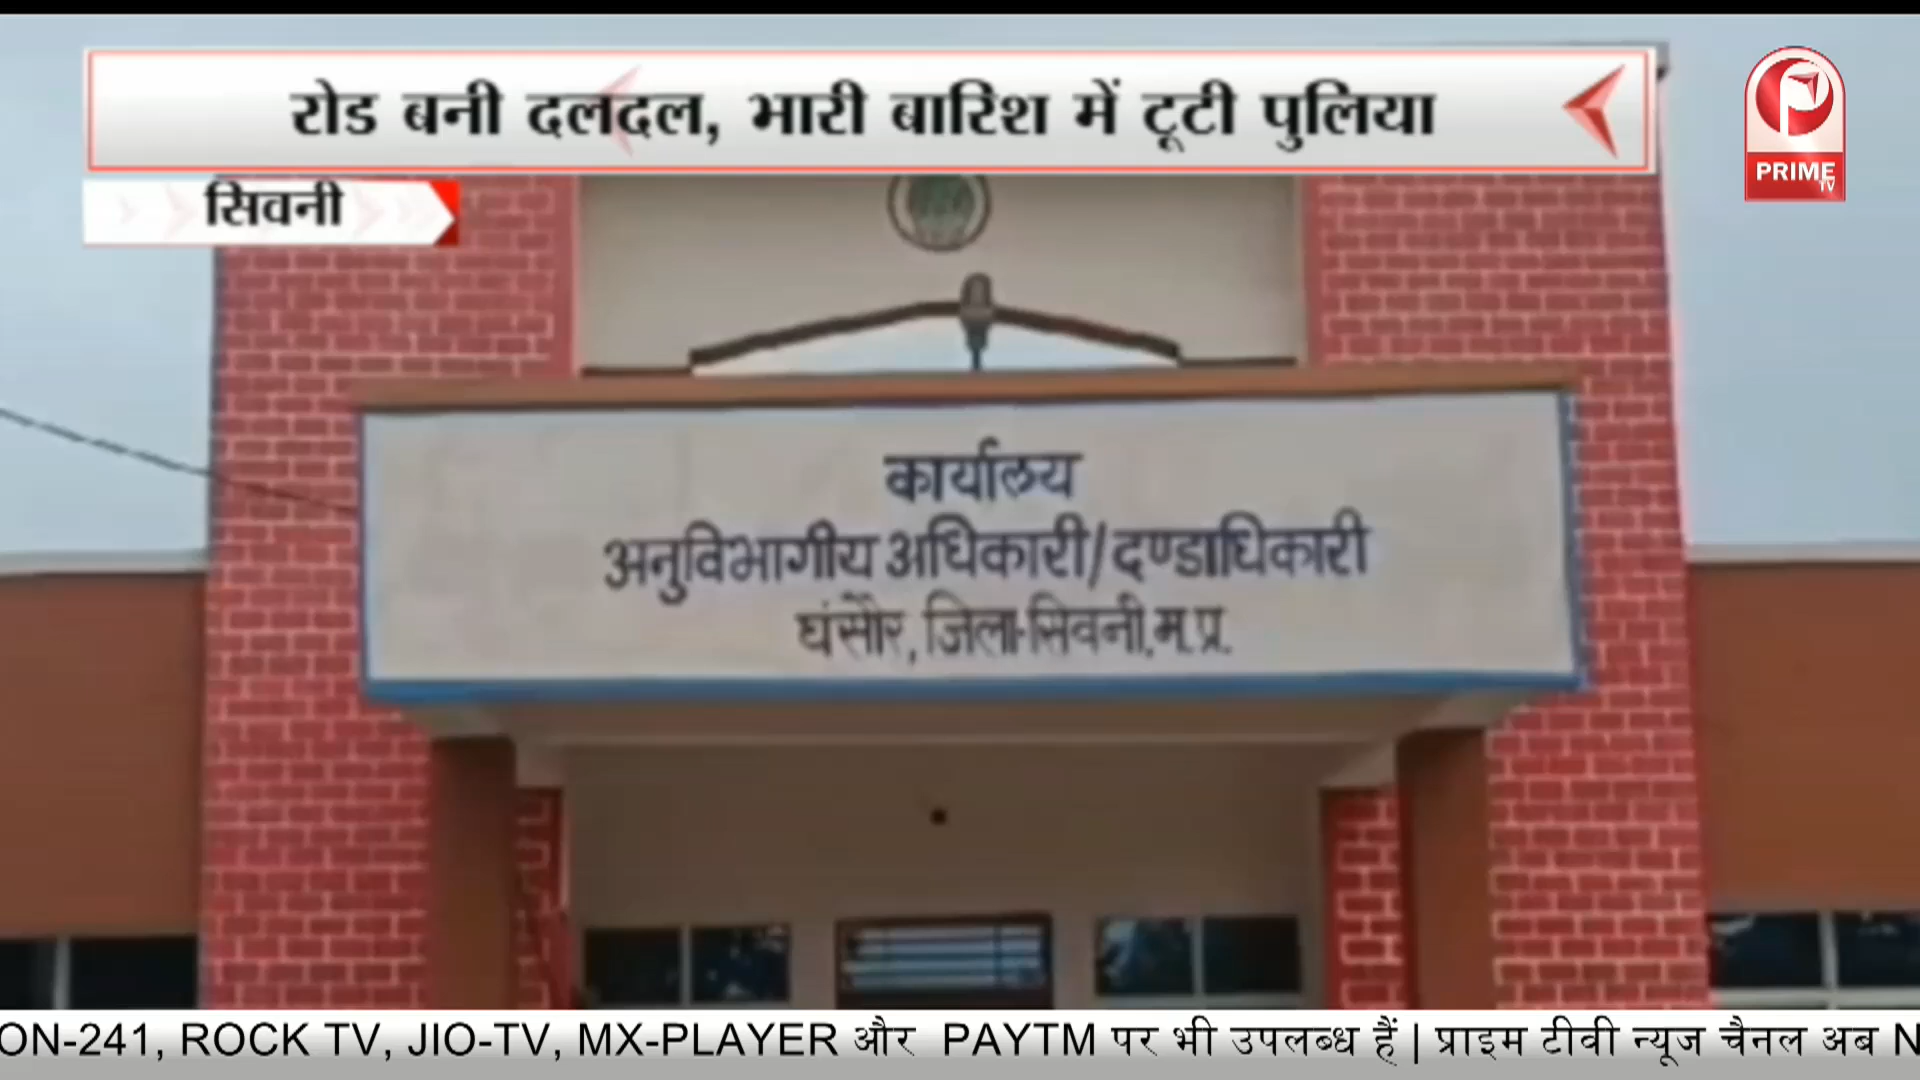 रोड बनी दलदल, भारी बारिश में टूटी पुलिया
PRIME
TV
सिवनी
कार्यालय
अनुविभागीय अधिकारी/दण्डाधिकारी
घंसौर, जिला-सिवनी, म.प्र.
ON-241, ROCK TV, JIO-TV, MX-PLAYER और PAYTM पर भी उपलब्ध हैं | प्राइम टीवी न्यूज चैनल अब N